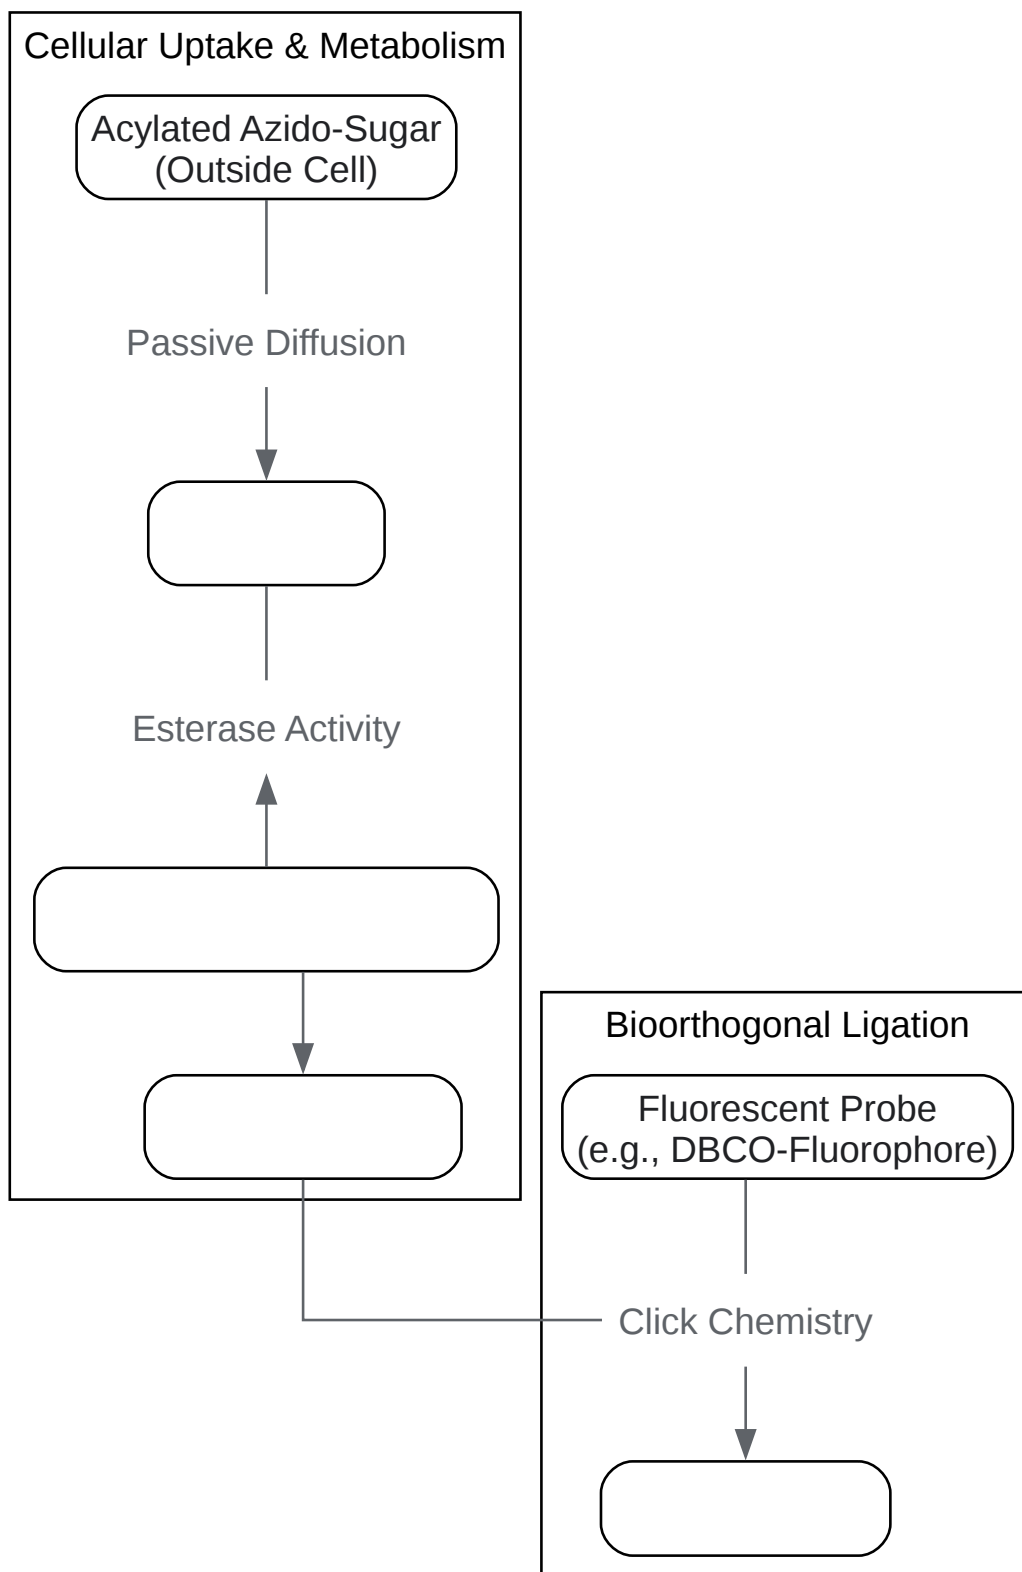 Cellular Uptake & Metabolism
Acylated Azido-Sugar
(Outside Cell)
Passive Diffusion
Esterase Activity
Bioorthogonal Ligation
Fluorescent Probe
(e.g., DBCO-Fluorophore)
Click Chemistry